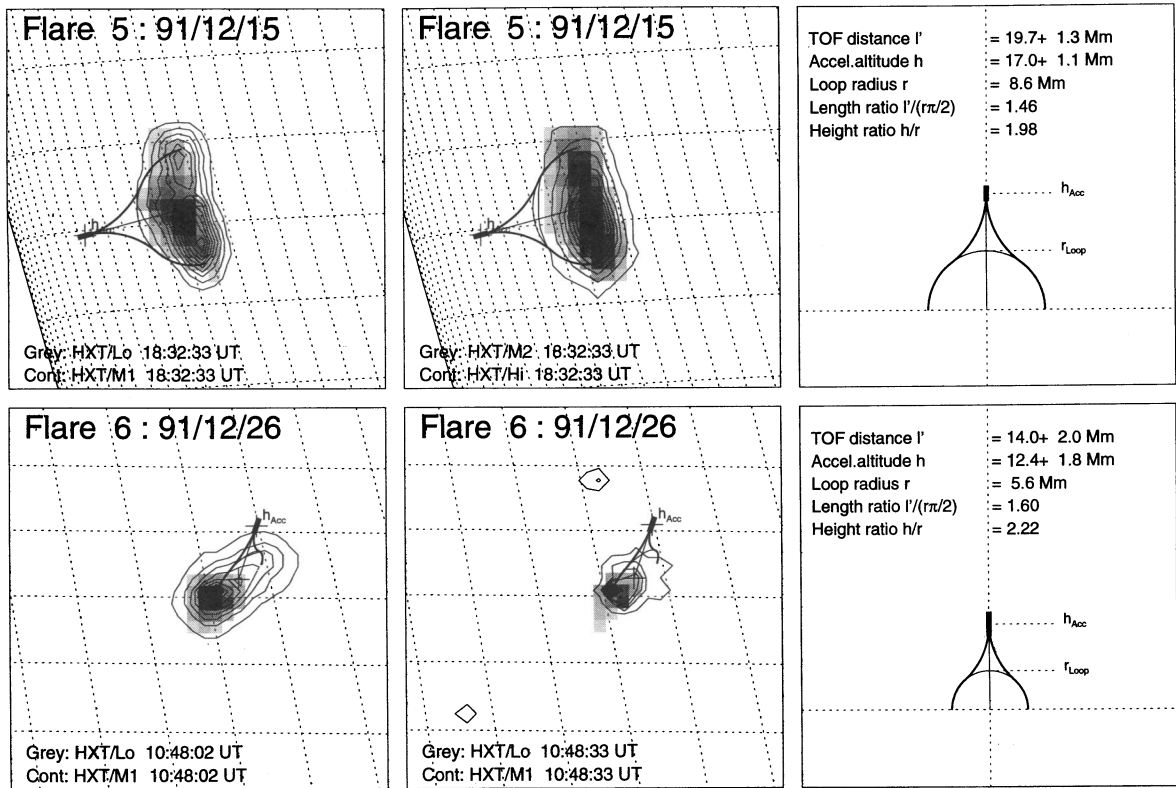 Flare 5 : 91/12/15
h
Grey: HXT/Lo 18:32:33 UT
Cont: HXT/M1 18:32:33 UT
Flare 5 : 91/12/15
h
Grey: HXT/M2 18:32:33 UT
Cont: HXT/Hi 18:32:33 UT
TOF distance l' = 19.7+ 1.3 Mm
Accel.altitude h = 17.0+ 1.1 Mm
Loop radius r = 8.6 Mm
Length ratio l'/(rπ/2) = 1.46
Height ratio h/r = 1.98
hAcc
rLoop
Flare 6 : 91/12/26
hAcc
Grey: HXT/Lo 10:48:02 UT
Cont: HXT/M1 10:48:02 UT
Flare 6 : 91/12/26
hAcc
Grey: HXT/Lo 10:48:33 UT
Cont: HXT/M1 10:48:33 UT
TOF distance l' = 14.0+ 2.0 Mm
Accel.altitude h = 12.4+ 1.8 Mm
Loop radius r = 5.6 Mm
Length ratio l'/(rπ/2) = 1.60
Height ratio h/r = 2.22
hAcc
rLoop